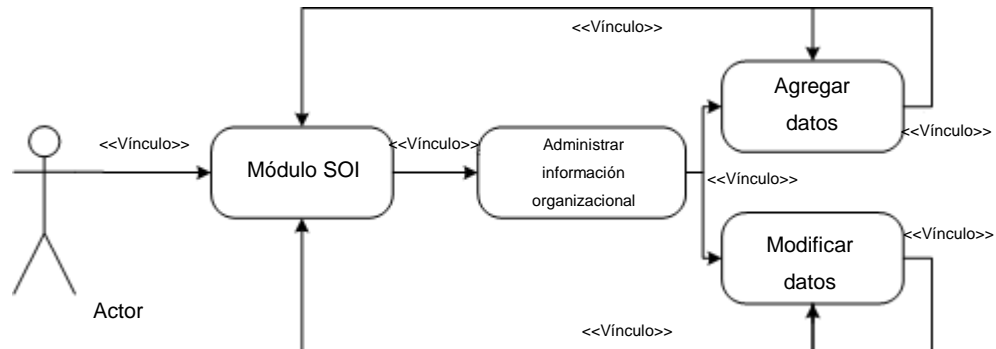 <<Vínculo>>
Agregar
datos
<<Vínculo>>
<<Vínculo>>
<<Vínculo>>
Módulo SOI
Administrar
información
organizacional
<<Vínculo>>
<<Vínculo>>
Modificar
datos
Actor
<<Vínculo>>